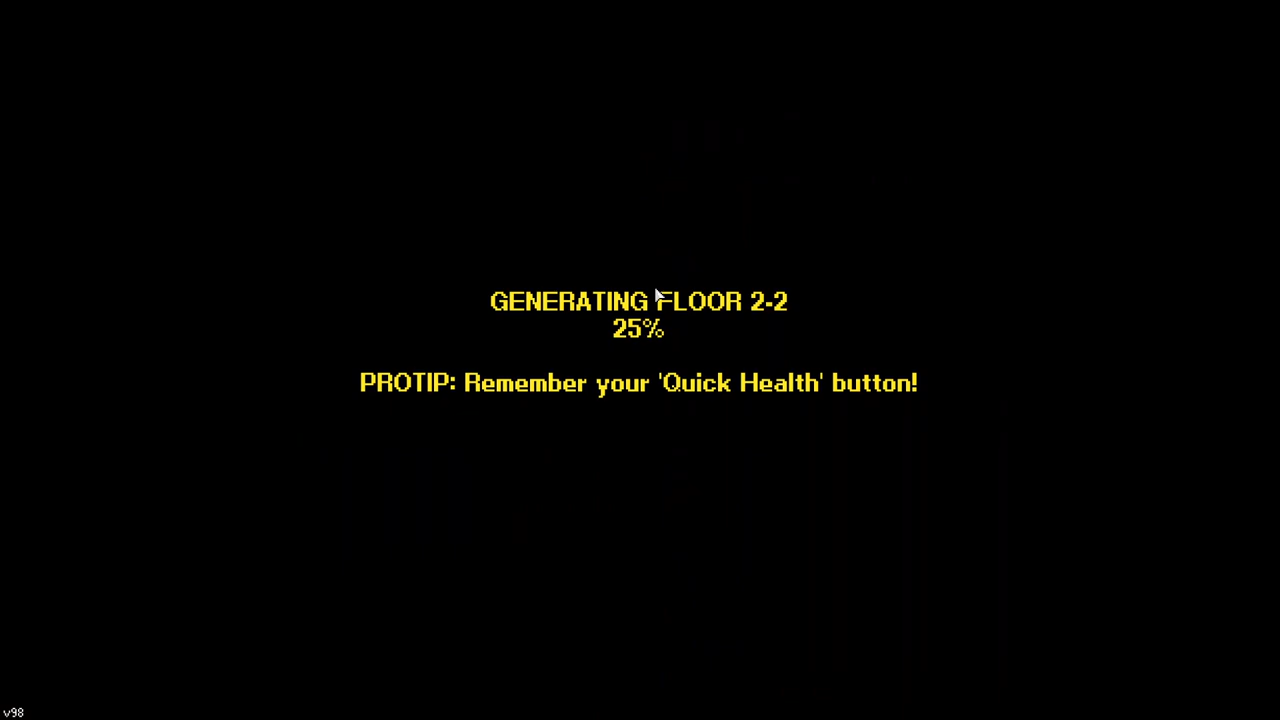 GENERATING FLOOR 2-2
25%
PROTIP: Remember your 'Quick Health' button!
v98